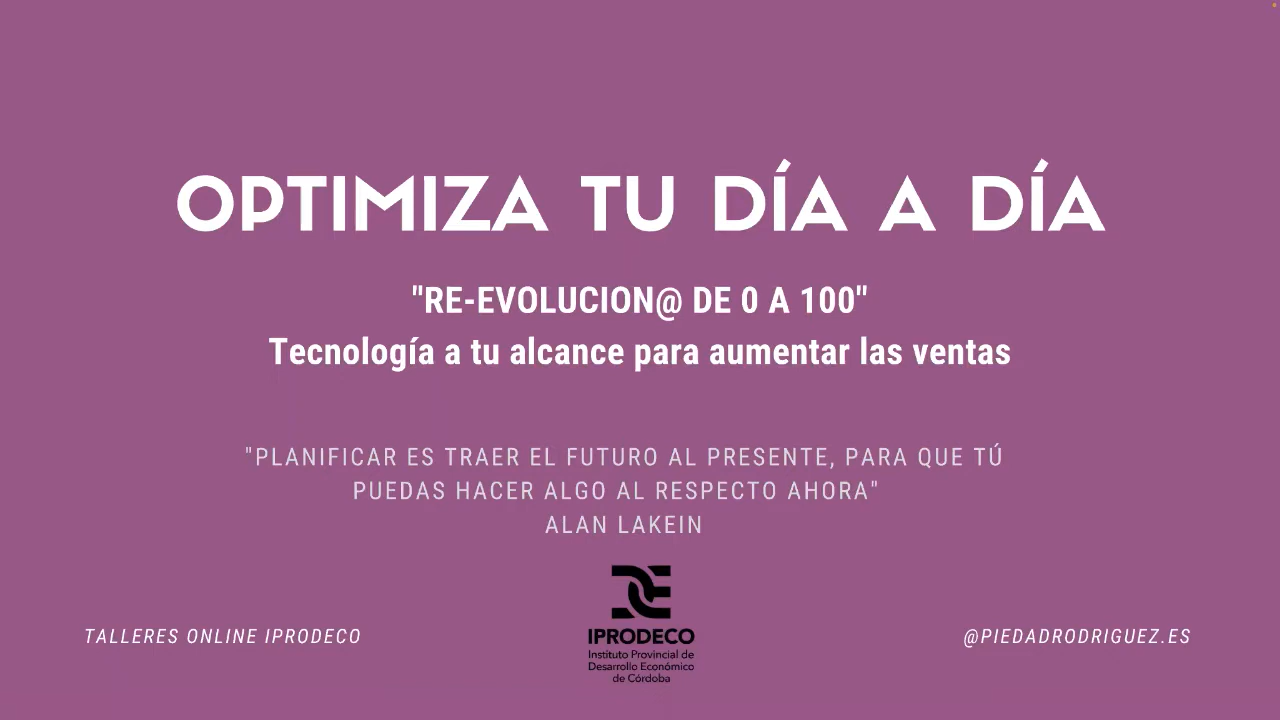 OPTIMIZA TU DÍA A DÍA
"RE-EVOLUCION@ DE 0 A 100"
Tecnología a tu alcance para aumentar las ventas
"PLANIFICAR ES TRAER EL FUTURO AL PRESENTE, PARA QUE TÚ
PUEDAS HACER ALGO AL RESPECTO AHORA"
ALAN LAKEIN
TALLERES ONLINE IPRODECO
IPRODECO
Instituto Provincial de
Desarrollo Económico
de Córdoba
@PIEDADRODRIGUEZ.ES